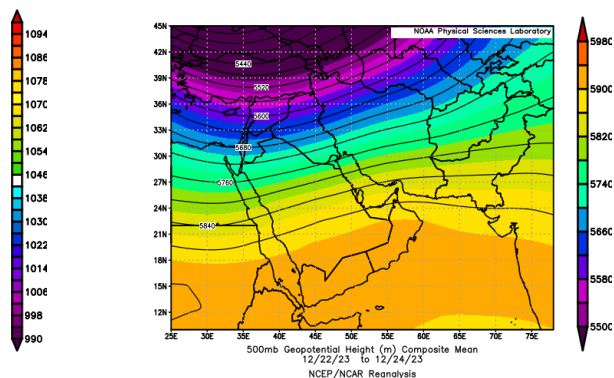 NOAA Physical Sciences Laboratory
1094
1086
1078
1070
1062
1054
1046
1038
1030
1022
1014
1006
998
990
45N
42N
39N
36N
33N
30N
27N
24N
21N
18N
15N
12N
5440
5520
5600
5680
5760
5840
5980
5900
5820
5740
5660
5580
5500
25E 30E 35E 40E 45E 50E 55E 60E 65E 70E 75E
500mb Geopotential Height (m) Composite Mean
12/22/23 to 12/24/23
NCEP/NCAR Reanalysis